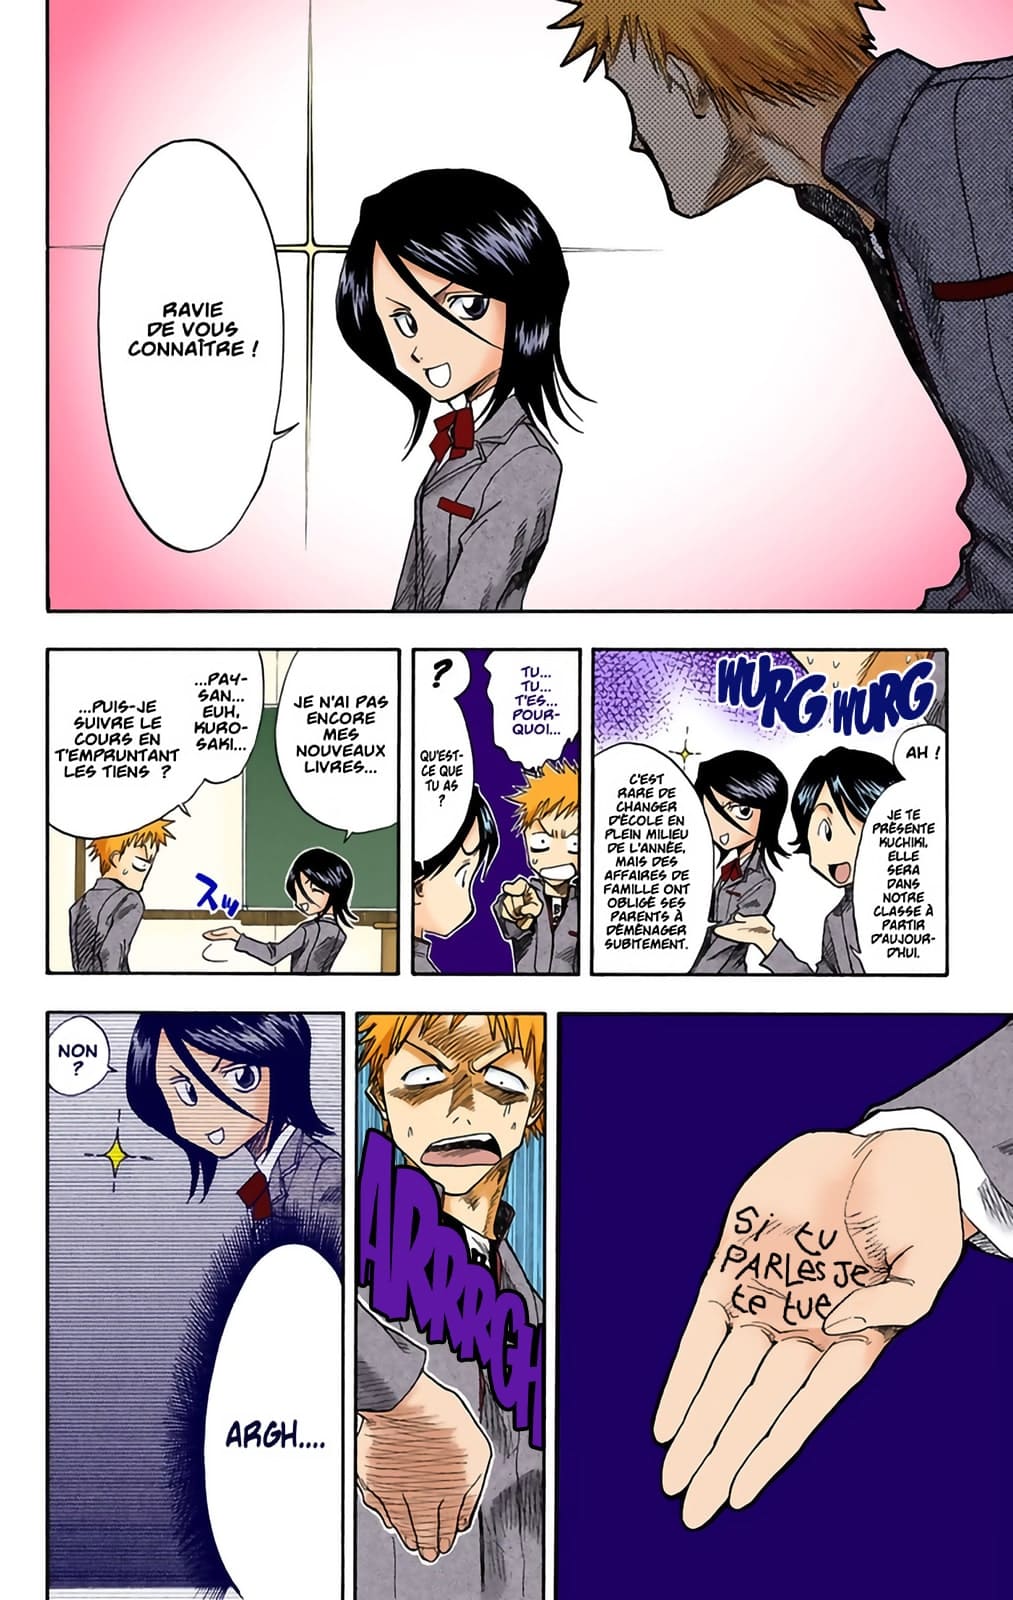 RAVIE
DE VOUS
CONNAÎTRE !
WURG WURG
AH !
JE TE
PRÉSENTE
KUCHIKI,
ELLE
SERA
DANS
NOTRE
CLASSE À
PARTIR
D'AUJOUR-
D'HUI.
C'EST
RARE DE
CHANGER
D'ÉCOLE EN
PLEIN MILIEU
DE L'ANNÉE,
MAIS DES
AFFAIRES DE
FAMILLE ONT
OBLIGÉ SES
PARENTS À
DÉMÉNAGER
SUBITEMENT.
TU...
TU...
T'ES...
POUR-
QUOI...
?
QU'EST-
CE QUE
TU AS
?
JE N'AI PAS
ENCORE
MES
NOUVEAUX
LIVRES...
...PAY-
SAN...
EUH,
KURO-
SAKI...
...PUIS-JE
SUIVRE LE
COURS EN
T'EMPRUNTANT
LES TIENS ?
スッ
Si tu
PARLES Je
te tue
ARRRRGH
NON
?
ARGH....